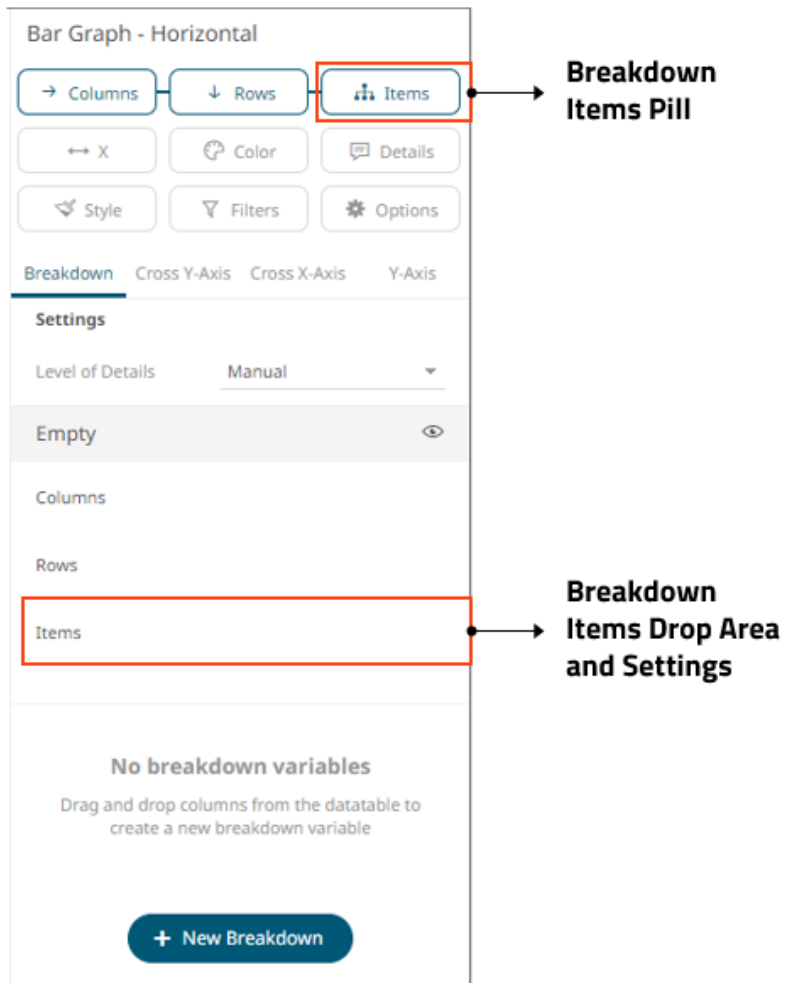 Bar Graph - Horizontal
Columns Rows Items
X Color Details
Style Filters Options
Breakdown Cross Y-Axis Cross X-Axis Y-Axis
Settings
Level of Details Manual
Empty
Columns
Rows
Items
No breakdown variables
Drag and drop columns from the datatable to
create a new breakdown variable
+ New Breakdown
Breakdown
Items Pill
Breakdown
Items Drop Area
and Settings